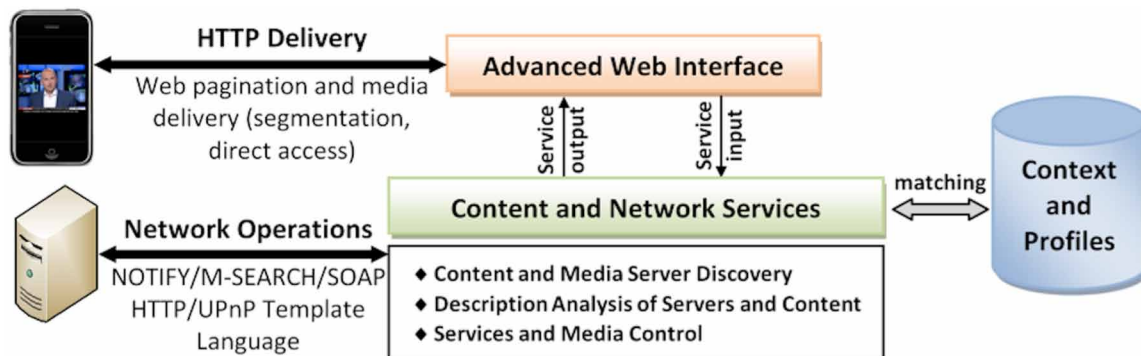 HTTP Delivery
Web pagination and media
delivery (segmentation,
direct access)
Advanced Web Interface
Service
output
Service
input
Content and Network Services
matching
Context
and
Profiles
Network Operations
NOTIFY/M-SEARCH/SOAP
HTTP/UPnP Template
Language
◆ Content and Media Server Discovery
◆ Description Analysis of Servers and Content
◆ Services and Media Control